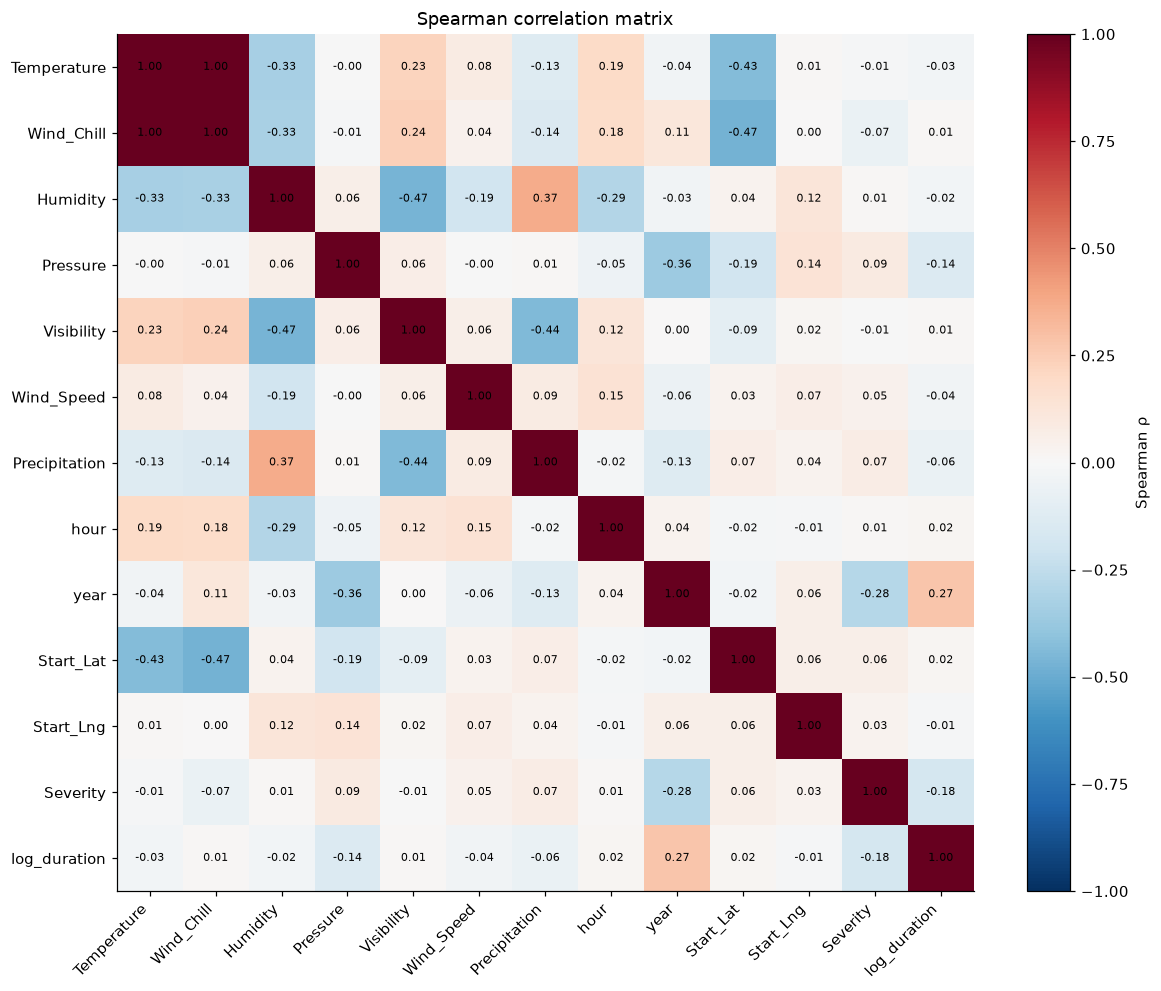 Spearman correlation matrix
Temperature 1.00 1.00 -0.33 -0.00 0.23 0.08 -0.13 0.19 -0.04 -0.43 0.01 -0.01 -0.03
Wind_Chill 1.00 1.00 -0.33 -0.01 0.24 0.04 -0.14 0.18 0.11 -0.47 0.00 -0.07 0.01
Humidity -0.33 -0.33 1.00 0.06 -0.47 -0.19 0.37 -0.29 -0.03 0.04 0.12 0.01 -0.02
Pressure -0.00 -0.01 0.06 1.00 0.06 -0.00 0.01 -0.05 -0.36 -0.19 0.14 0.09 -0.14
Visibility 0.23 0.24 -0.47 0.06 1.00 0.06 -0.44 0.12 0.00 -0.09 0.02 -0.01 0.01
Wind_Speed 0.08 0.04 -0.19 -0.00 0.06 1.00 0.09 0.15 -0.06 0.03 0.07 0.05 -0.04
Precipitation -0.13 -0.14 0.37 0.01 -0.44 0.09 1.00 -0.02 -0.13 0.07 0.04 0.07 -0.06
hour 0.19 0.18 -0.29 -0.05 0.12 0.15 -0.02 1.00 0.04 -0.02 -0.01 0.01 0.02
year -0.04 0.11 -0.03 -0.36 0.00 -0.06 -0.13 0.04 1.00 -0.02 0.06 -0.28 0.27
Start_Lat -0.43 -0.47 0.04 -0.19 -0.09 0.03 0.07 -0.02 -0.02 1.00 0.06 0.06 0.02
Start_Lng 0.01 0.00 0.12 0.14 0.02 0.07 0.04 -0.01 0.06 0.06 1.00 0.03 -0.01
Severity -0.01 -0.07 0.01 0.09 -0.01 0.05 0.07 0.01 -0.28 0.06 0.03 1.00 -0.18
log_duration -0.03 0.01 -0.02 -0.14 0.01 -0.04 -0.06 0.02 0.27 0.02 -0.01 -0.18 1.00
Temperature Wind_Chill Humidity Pressure Visibility Wind_Speed Precipitation hour year Start_Lat Start_Lng Severity log_duration
1.00
0.75
0.50
0.25
0.00
−0.25
−0.50
−0.75
−1.00
Spearman ρ